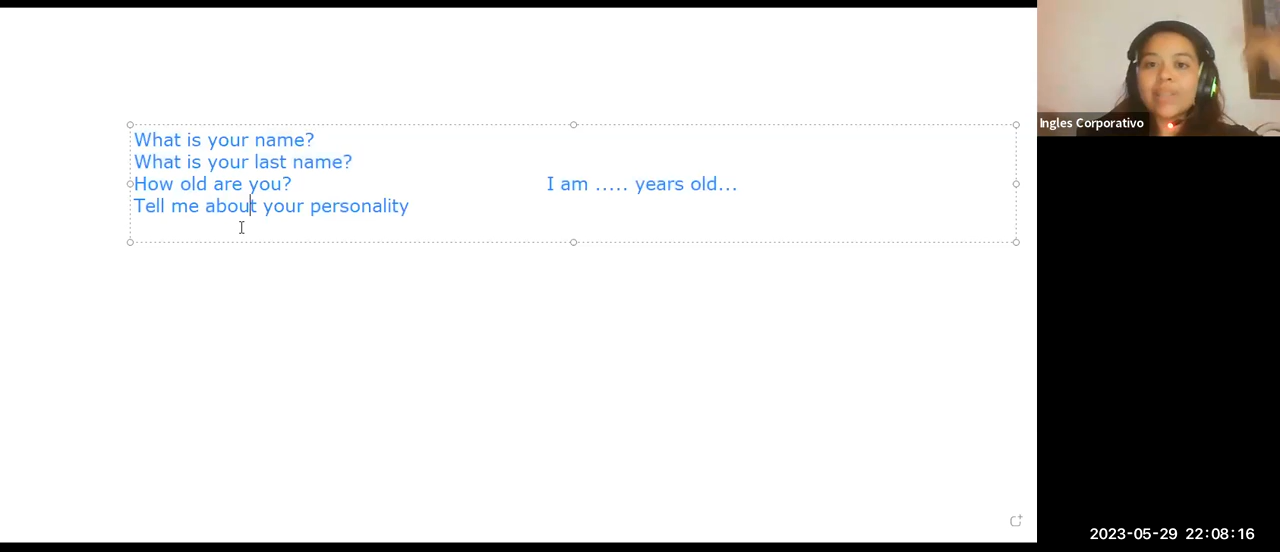 What is your name?
What is your last name?
How old are you? I am ..... years old...
Tell me about your personality
Ingles Corporativo
2023-05-29 22:08:16